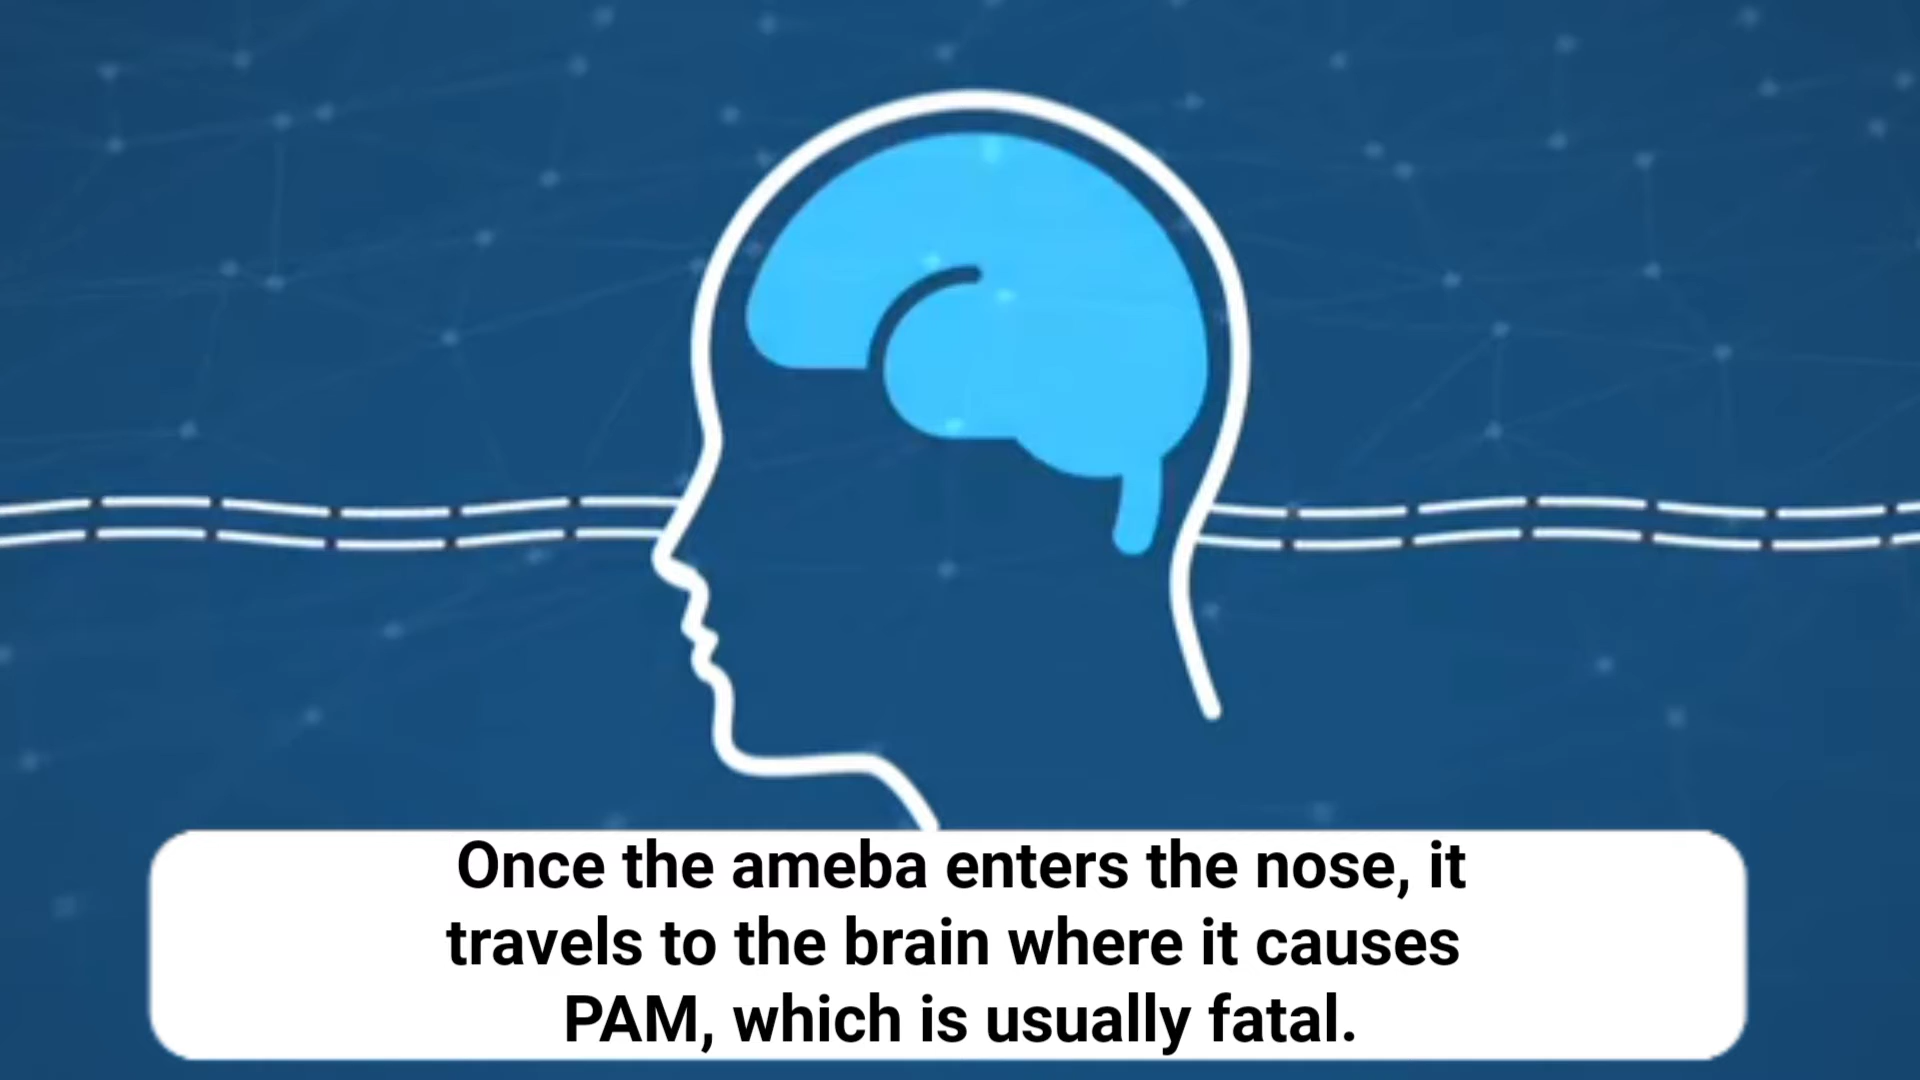 Once the ameba enters the nose, it
travels to the brain where it causes
PAM, which is usually fatal.